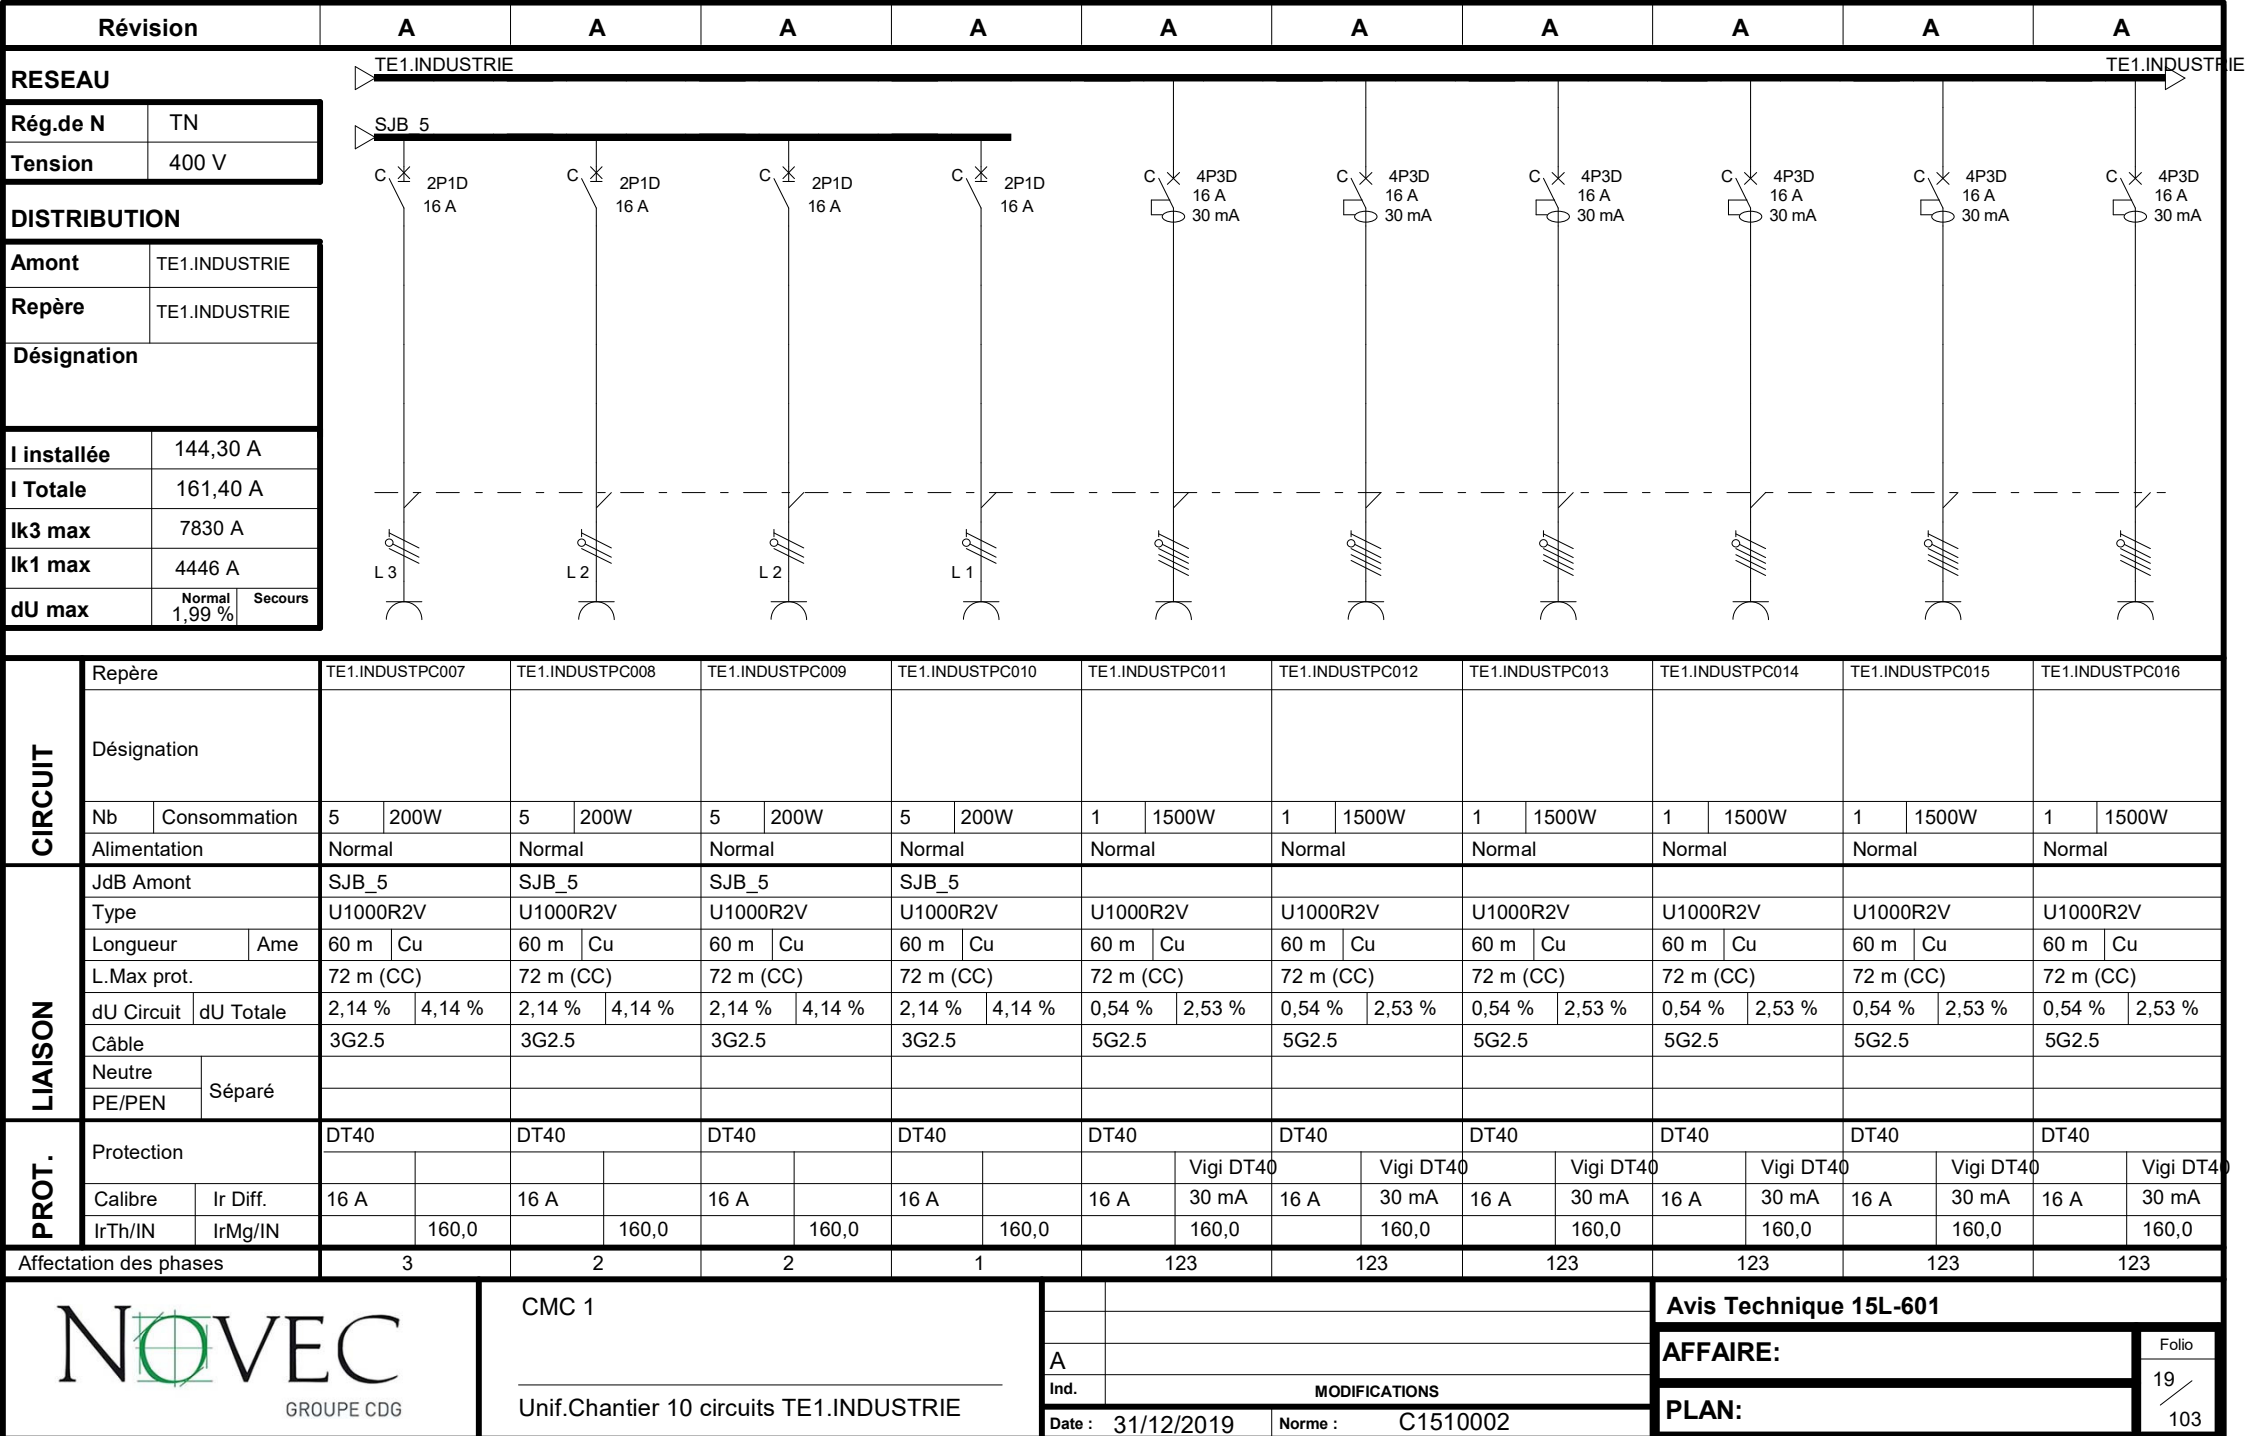 Révision A A A A A A A A A A
RESEAU
TE1.INDUSTRIE TE1.INDUSTRIE
Rég.de N TN
SJB_5
Tension 400 V
C 2P1D 16 A
C 2P1D 16 A
C 2P1D 16 A
C 2P1D 16 A
C 4P3D 16 A 30 mA
C 4P3D 16 A 30 mA
C 4P3D 16 A 30 mA
C 4P3D 16 A 30 mA
C 4P3D 16 A 30 mA
C 4P3D 16 A 30 mA
DISTRIBUTION
Amont TE1.INDUSTRIE
Repère TE1.INDUSTRIE
Désignation
I installée 144,30 A
I Totale 161,40 A
Ik3 max 7830 A
Ik1 max 4446 A
dU max Normal 1,99 % Secours
L 3 L 2 L 2 L 1
CIRCUIT
Repère TE1.INDUSTPC007 TE1.INDUSTPC008 TE1.INDUSTPC009 TE1.INDUSTPC010 TE1.INDUSTPC011 TE1.INDUSTPC012 TE1.INDUSTPC013 TE1.INDUSTPC014 TE1.INDUSTPC015 TE1.INDUSTPC016
Désignation
Nb Consommation 5 200W 5 200W 5 200W 5 200W 1 1500W 1 1500W 1 1500W 1 1500W 1 1500W 1 1500W
Alimentation Normal Normal Normal Normal Normal Normal Normal Normal Normal Normal
LIAISON
JdB Amont SJB_5 SJB_5 SJB_5 SJB_5
Type U1000R2V U1000R2V U1000R2V U1000R2V U1000R2V U1000R2V U1000R2V U1000R2V U1000R2V U1000R2V
Longueur Ame 60 m Cu 60 m Cu 60 m Cu 60 m Cu 60 m Cu 60 m Cu 60 m Cu 60 m Cu 60 m Cu 60 m Cu
L.Max prot. 72 m (CC) 72 m (CC) 72 m (CC) 72 m (CC) 72 m (CC) 72 m (CC) 72 m (CC) 72 m (CC) 72 m (CC) 72 m (CC)
dU Circuit dU Totale 2,14 % 4,14 % 2,14 % 4,14 % 2,14 % 4,14 % 2,14 % 4,14 % 0,54 % 2,53 % 0,54 % 2,53 % 0,54 % 2,53 % 0,54 % 2,53 % 0,54 % 2,53 % 0,54 % 2,53 %
Câble 3G2.5 3G2.5 3G2.5 3G2.5 5G2.5 5G2.5 5G2.5 5G2.5 5G2.5 5G2.5
Neutre
Séparé
PE/PEN
PROT.
Protection DT40 DT40 DT40 DT40 DT40 DT40 DT40 DT40 DT40 DT40
Vigi DT40 Vigi DT40 Vigi DT40 Vigi DT40 Vigi DT40 Vigi DT40
Calibre Ir Diff. 16 A 16 A 16 A 16 A 16 A 30 mA 16 A 30 mA 16 A 30 mA 16 A 30 mA 16 A 30 mA 16 A 30 mA
IrTh/IN IrMg/IN 160,0 160,0 160,0 160,0 160,0 160,0 160,0 160,0 160,0 160,0
Affectation des phases 3 2 2 1 123 123 123 123 123 123
NOVEC
GROUPE CDG
CMC 1
Unif.Chantier 10 circuits TE1.INDUSTRIE
A
Ind. MODIFICATIONS
Date : 31/12/2019 Norme : C1510002
Avis Technique 15L-601
AFFAIRE:
PLAN:
Folio
19
103